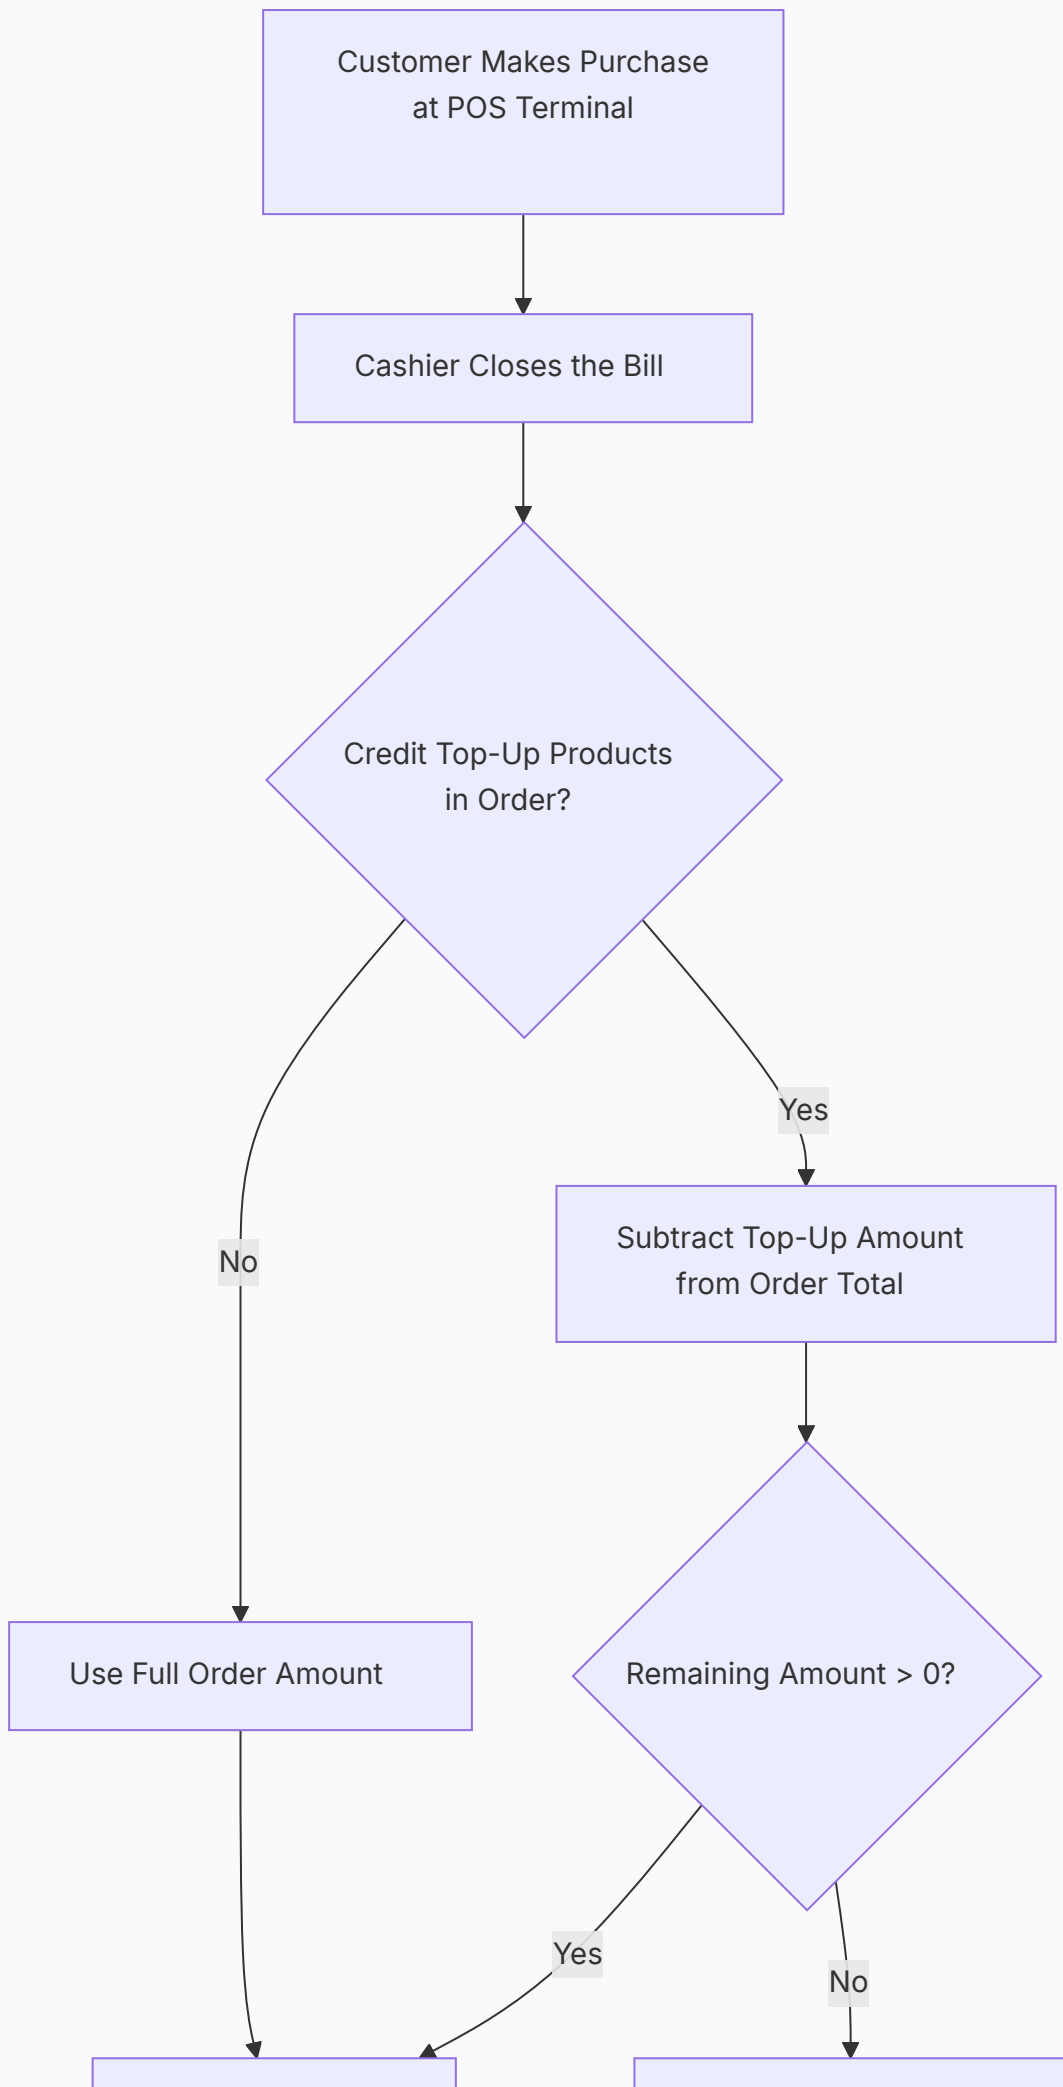 Customer Makes Purchase
at POS Terminal
Cashier Closes the Bill
Credit Top-Up Products
in Order?
Yes
Subtract Top-Up Amount
from Order Total
No
Use Full Order Amount
Remaining Amount > 0?
Yes
No